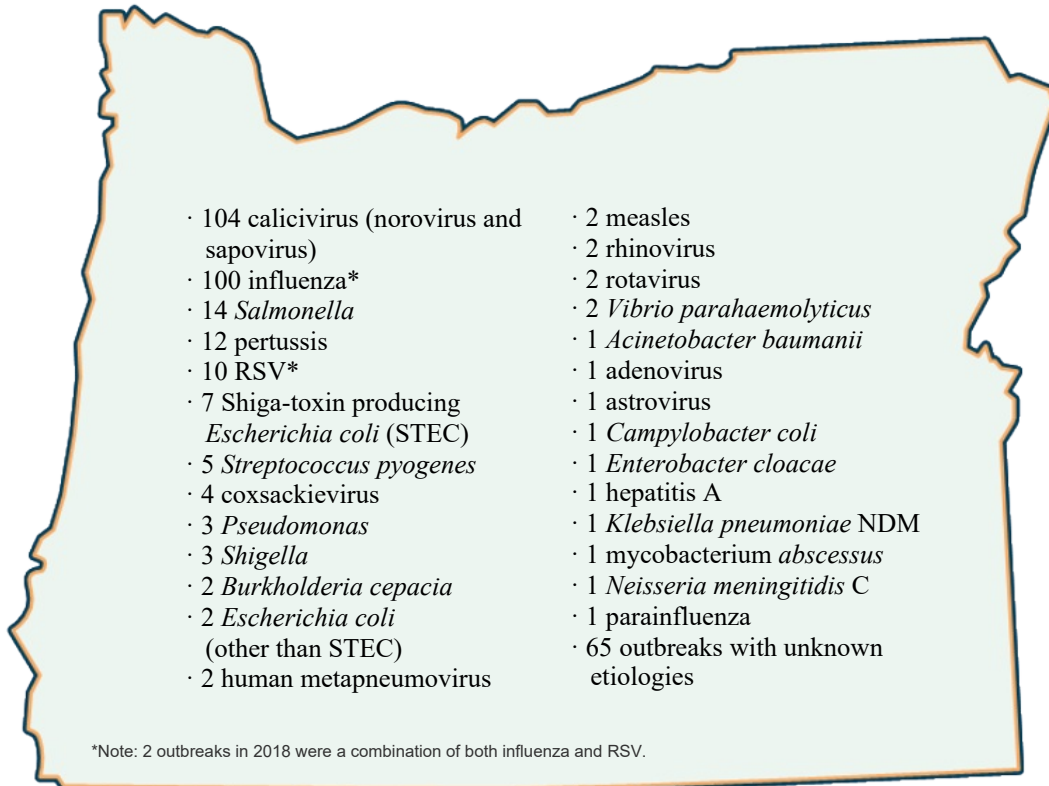 · 104 calicivirus (norovirus and
sapovirus)
· 100 influenza*
· 14 Salmonella
· 12 pertussis
· 10 RSV*
· 7 Shiga-toxin producing
Escherichia coli (STEC)
· 5 Streptococcus pyogenes
· 4 coxsackievirus
· 3 Pseudomonas
· 3 Shigella
· 2 Burkholderia cepacia
· 2 Escherichia coli
(other than STEC)
· 2 human metapneumovirus
· 2 measles
· 2 rhinovirus
· 2 rotavirus
· 2 Vibrio parahaemolyticus
· 1 Acinetobacter baumanii
· 1 adenovirus
· 1 astrovirus
· 1 Campylobacter coli
· 1 Enterobacter cloacae
· 1 hepatitis A
· 1 Klebsiella pneumoniae NDM
· 1 mycobacterium abscessus
· 1 Neisseria meningitidis C
· 1 parainfluenza
· 65 outbreaks with unknown
etiologies
*Note: 2 outbreaks in 2018 were a combination of both influenza and RSV.